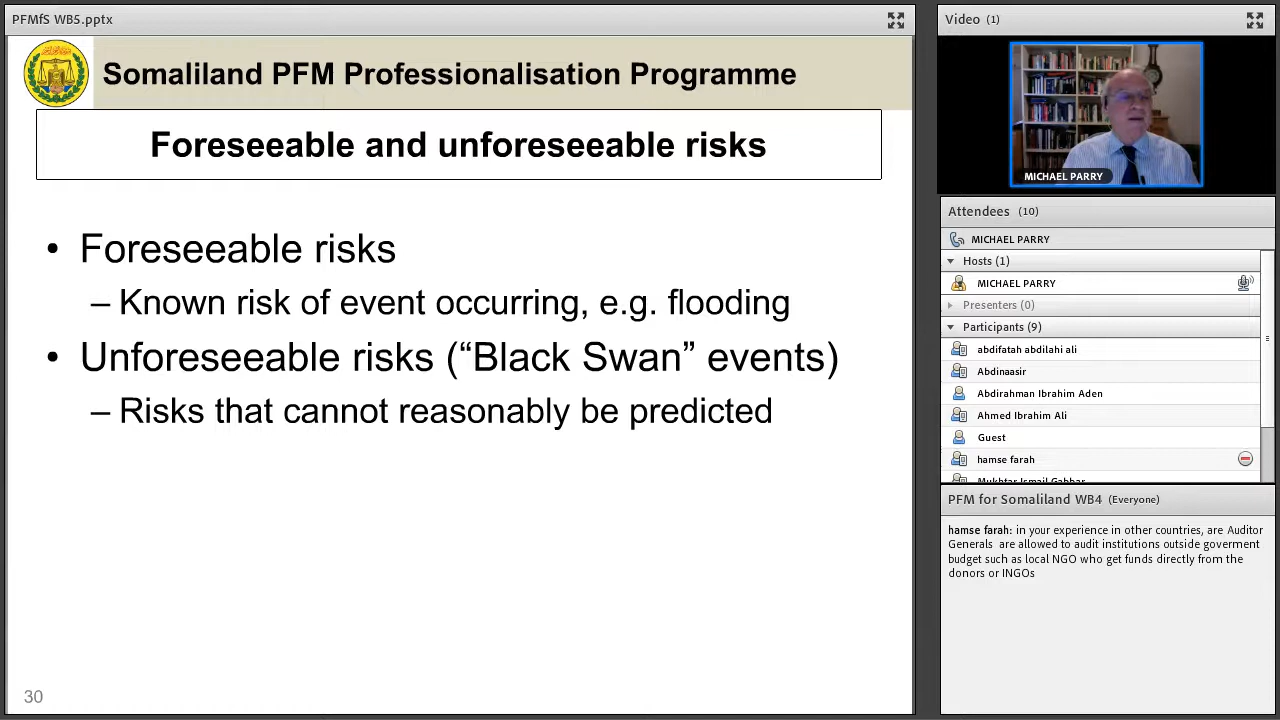 PFMfS WB5.pptx
Somaliland PFM Professionalisation Programme
Foreseeable and unforeseeable risks
• Foreseeable risks
– Known risk of event occurring, e.g. flooding
• Unforeseeable risks (“Black Swan” events)
– Risks that cannot reasonably be predicted
30
Video (1)
MICHAEL PARRY
Attendees (10)
MICHAEL PARRY
Hosts (1)
MICHAEL PARRY
Presenters (0)
Participants (9)
abdifatah abdilahi ali
Abdinaasir
Abdirahman Ibrahim Aden
Ahmed Ibrahim Ali
Guest
hamse farah
Mukhtar Ismail Gabbar
PFM for Somaliland WB4 (Everyone)
hamse farah: in your experience in other countries, are Auditor
Generals are allowed to audit institutions outside goverment
budget such as local NGO who get funds directly from the
donors or INGOs